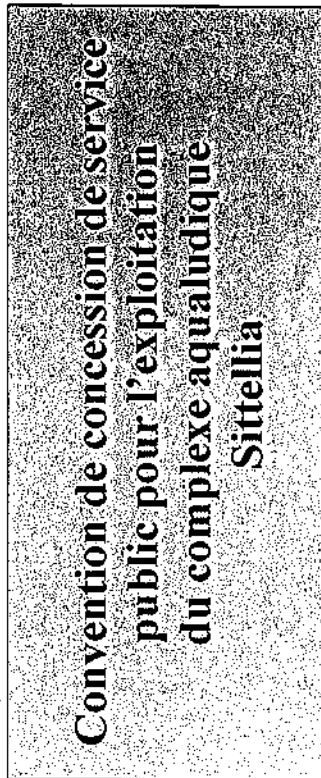 Convention de concession de service
public pour l'exploitation
du complexe aqualudique
Sittellia